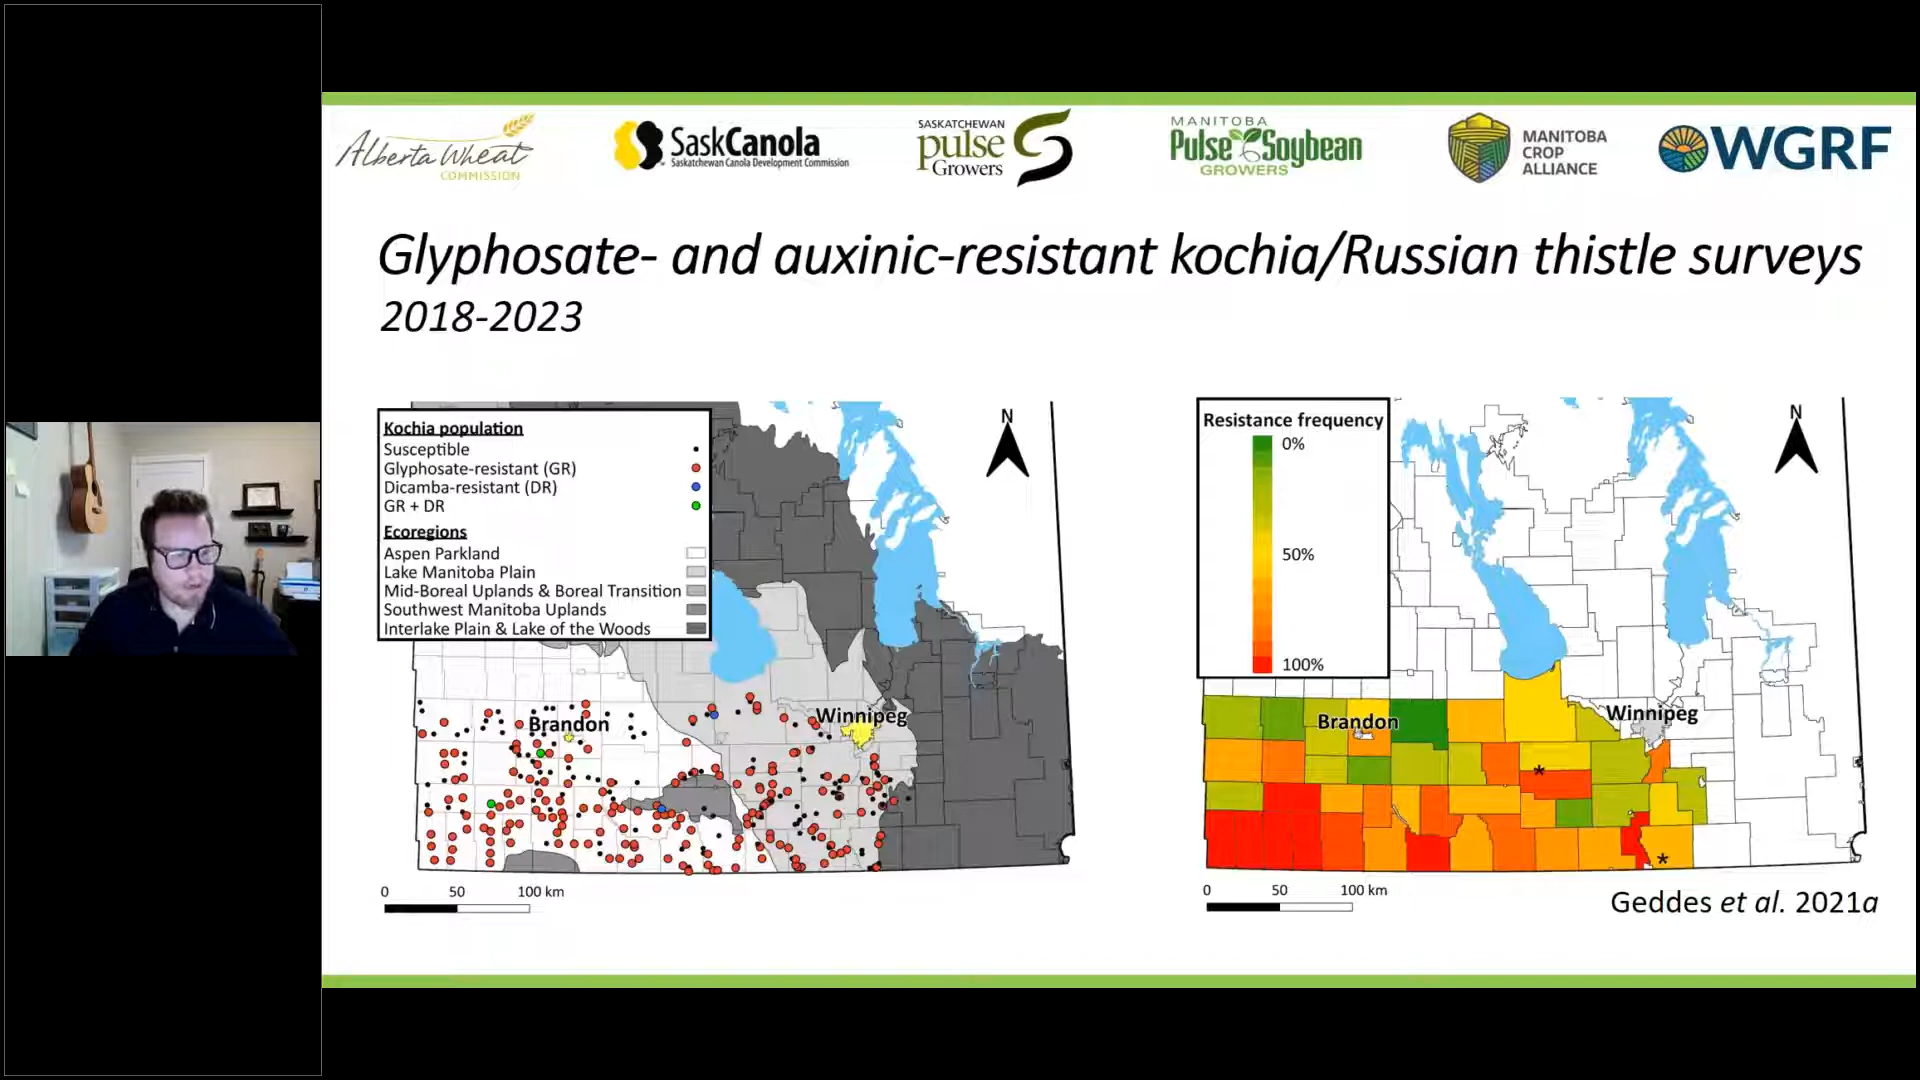 Alberta Wheat
COMMISSION
SaskCanola
Saskatchewan Canola Development Commission
SASKATCHEWAN
pulse
Growers
MANITOBA
Pulse Soybean
GROWERS
MANITOBA
CROP
ALLIANCE
WGRF
Glyphosate- and auxinic-resistant kochia/Russian thistle surveys
2018-2023
Kochia population
Susceptible
Glyphosate-resistant (GR)
Dicamba-resistant (DR)
GR + DR
Ecoregions
Aspen Parkland
Lake Manitoba Plain
Mid-Boreal Uplands & Boreal Transition
Southwest Manitoba Uplands
Interlake Plain & Lake of the Woods
N
Brandon
Winnipeg
0 50 100 km
Resistance frequency
0%
50%
100%
N
Brandon
Winnipeg
*
*
0 50 100 km
Geddes et al. 2021a